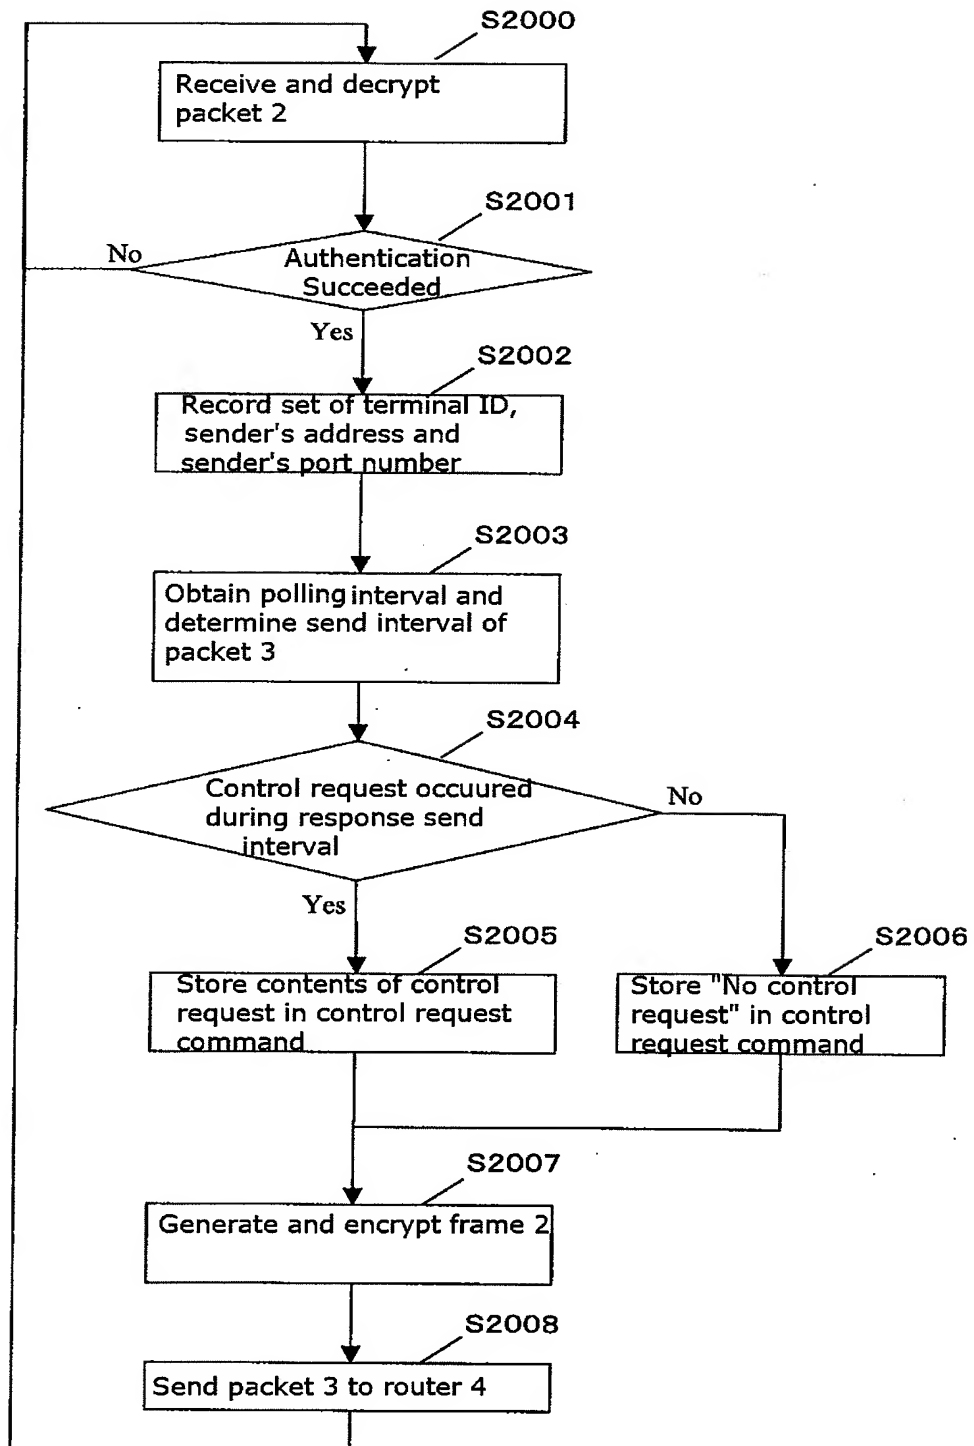 S2000
Receive and decrypt
packet 2
S2001
No
Authentication
Succeeded
Yes
S2002
Record set of terminal ID,
sender's address and
sender's port number
S2003
Obtain polling interval and
determine send interval of
packet 3
S2004
Control request occuured
during response send
interval
No
Yes
S2005
S2006
Store contents of control
request in control request
command
Store "No control
request" in control
request command
S2007
Generate and encrypt frame 2
S2008
Send packet 3 to router 4